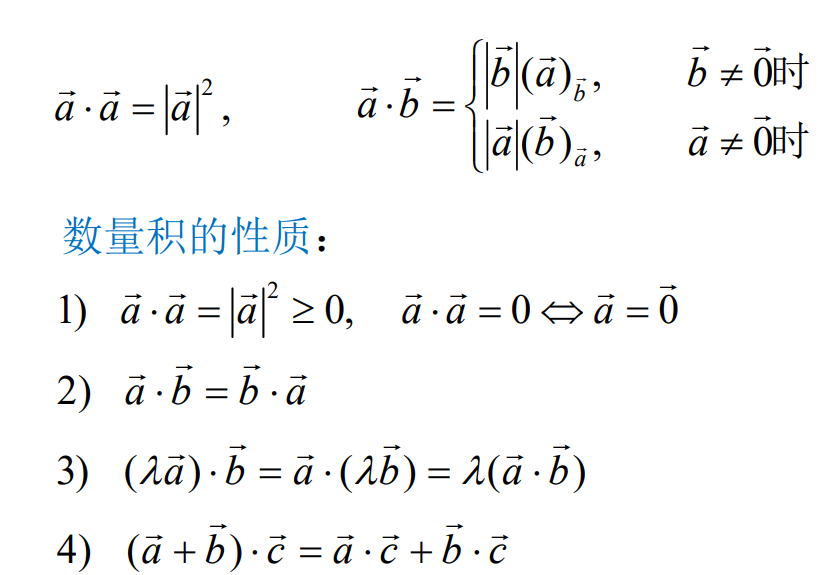 $\vec{a}\cdot\vec{a}=|\vec{a}|^2,\quad \vec{a}\cdot\vec{b}=\begin{cases}|\vec{b}|(\vec{a})_{\vec{b}}, & \vec{b}\neq\vec{0}时\\ |\vec{a}|(\vec{b})_{\vec{a}}, & \vec{a}\neq\vec{0}时\end{cases}$
数量积的性质：
1) $\vec{a}\cdot\vec{a}=|\vec{a}|^2\geq 0,\quad \vec{a}\cdot\vec{a}=0\Leftrightarrow\vec{a}=\vec{0}$
2) $\vec{a}\cdot\vec{b}=\vec{b}\cdot\vec{a}$
3) $(\lambda\vec{a})\cdot\vec{b}=\vec{a}\cdot(\lambda\vec{b})=\lambda(\vec{a}\cdot\vec{b})$
4) $(\vec{a}+\vec{b})\cdot\vec{c}=\vec{a}\cdot\vec{c}+\vec{b}\cdot\vec{c}$